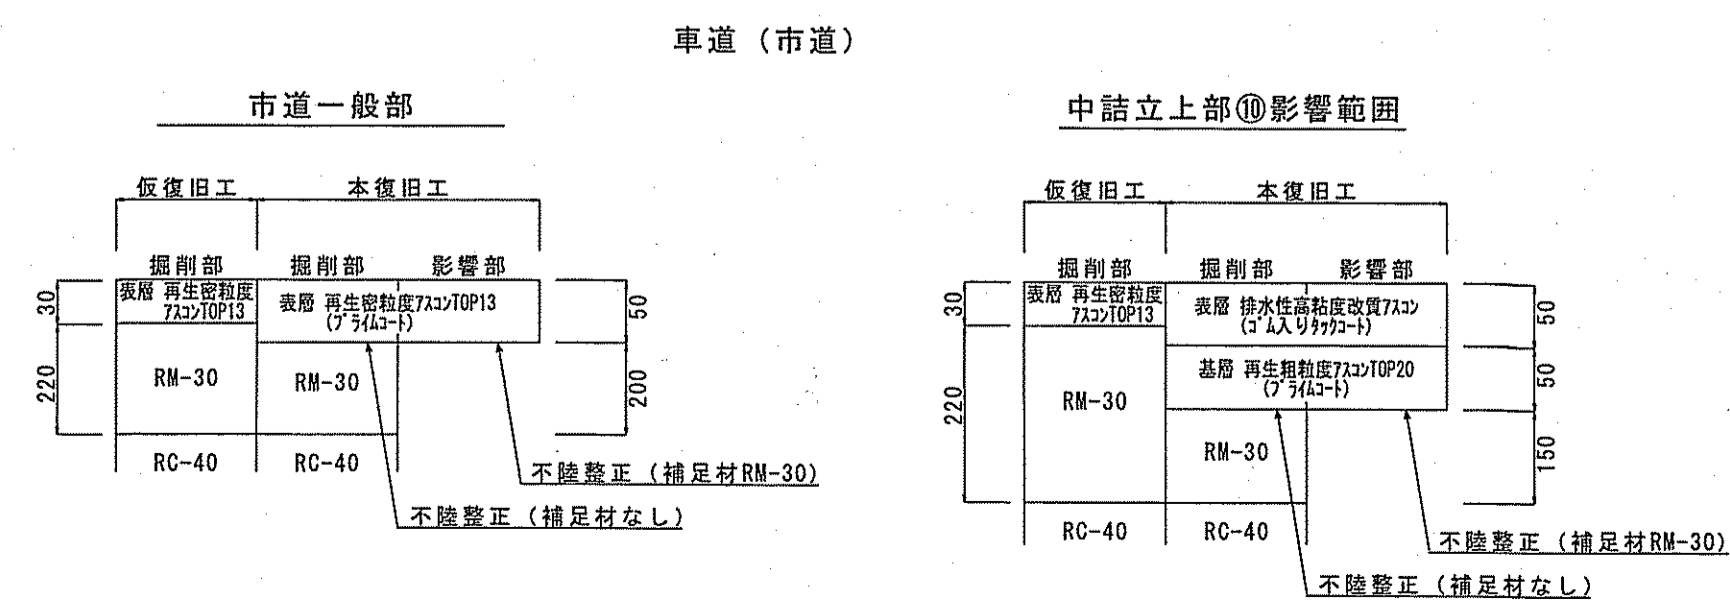 車道（市道）
市道一般部
仮復旧工 本復旧工
掘削部 掘削部 影響部
表層 再生密粒度
アスコンTOP13
表層 再生密粒度アスコンTOP13
(プライムコート)
30
220
50
200
RM-30 RM-30
RC-40 RC-40
不陸整正（補足材RM-30）
不陸整正（補足材なし）
中詰立上部⑩影響範囲
仮復旧工 本復旧工
掘削部 掘削部 影響部
表層 再生密粒度
アスコンTOP13
表層 排水性高粘度改質アスコン
(ゴム入りタックコート)
基層 再生粗粒度アスコンTOP20
(プライムコート)
30
220
50
50
150
RM-30
RM-30
RC-40 RC-40
不陸整正（補足材RM-30）
不陸整正（補足材なし）